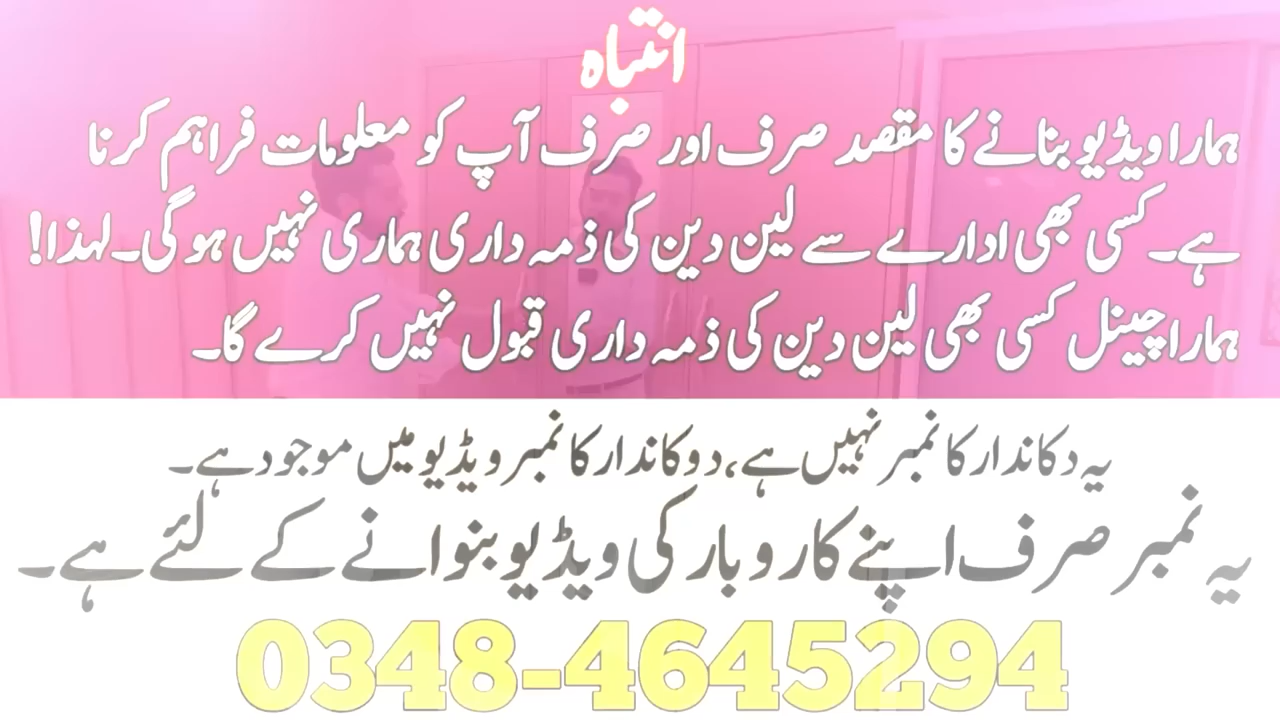 انتباہ
ہمارا ویڈیو بنانے کا مقصد صرف اور صرف آپ کو معلومات فراہم کرنا
ہے۔ کسی بھی ادارے سے لین دین کی ذمہ داری ہماری نہیں ہوگی۔ لہذا!
ہمارا چینل کسی بھی لین دین کی ذمہ داری قبول نہیں کرے گا۔
یہ دکاندار کا نمبر نہیں ہے، دوکاندار کا نمبر ویڈیو میں موجود ہے۔
یہ نمبر صرف اپنے کاروبار کی ویڈیو بنوانے کے لئے ہے۔
0348-4645294